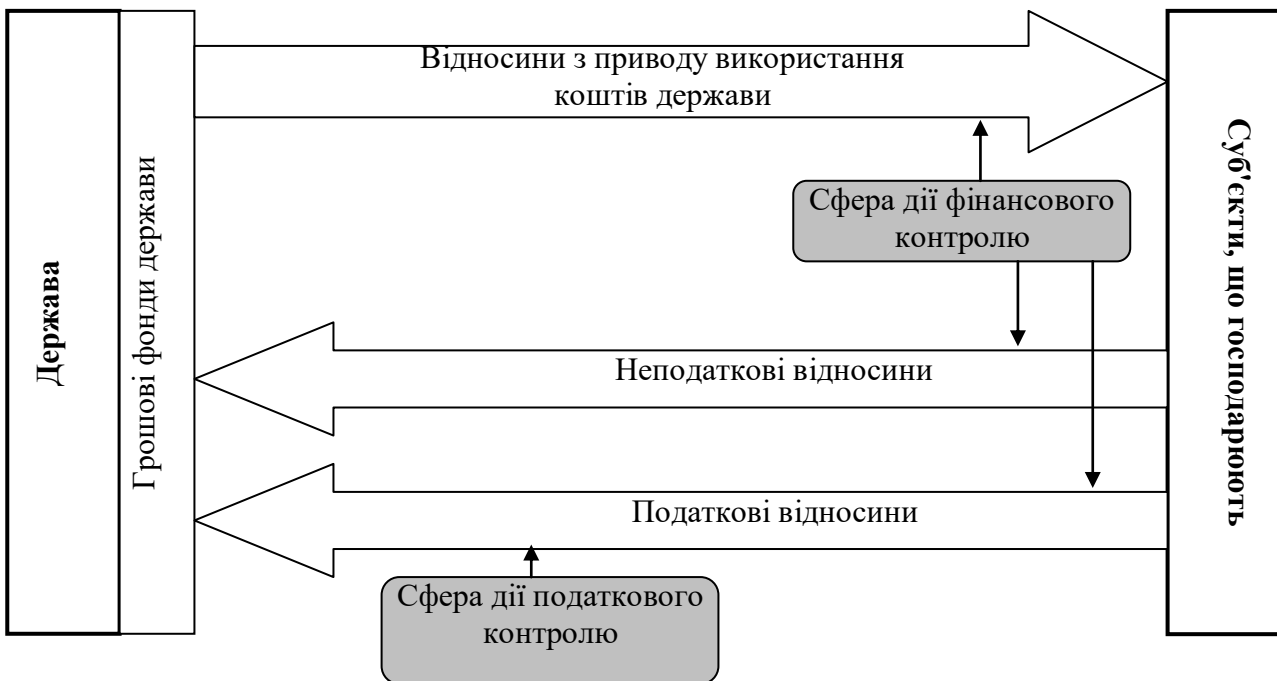 Держава
Грошові фонди держави
Відносини з приводу використання
коштів держави
Сфера дії фінансового
контролю
Неподаткові відносини
Податкові відносини
Сфера дії податкового
контролю
Суб'єкти, що господарюють